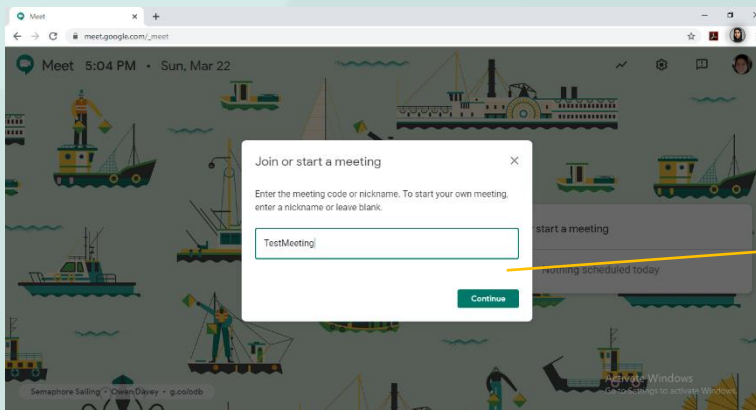 Meet
meet.google.com/_meet
Meet 5:04 PM • Sun, Mar 22
Join or start a meeting
Enter the meeting code or nickname. To start your own meeting,
enter a nickname or leave blank.
TestMeeting
Continue
start a meeting
Nothing scheduled today
Activate Windows
Go to Settings to activate Windows.
Semaphore Sailing • Owen Davey • g.co/odb